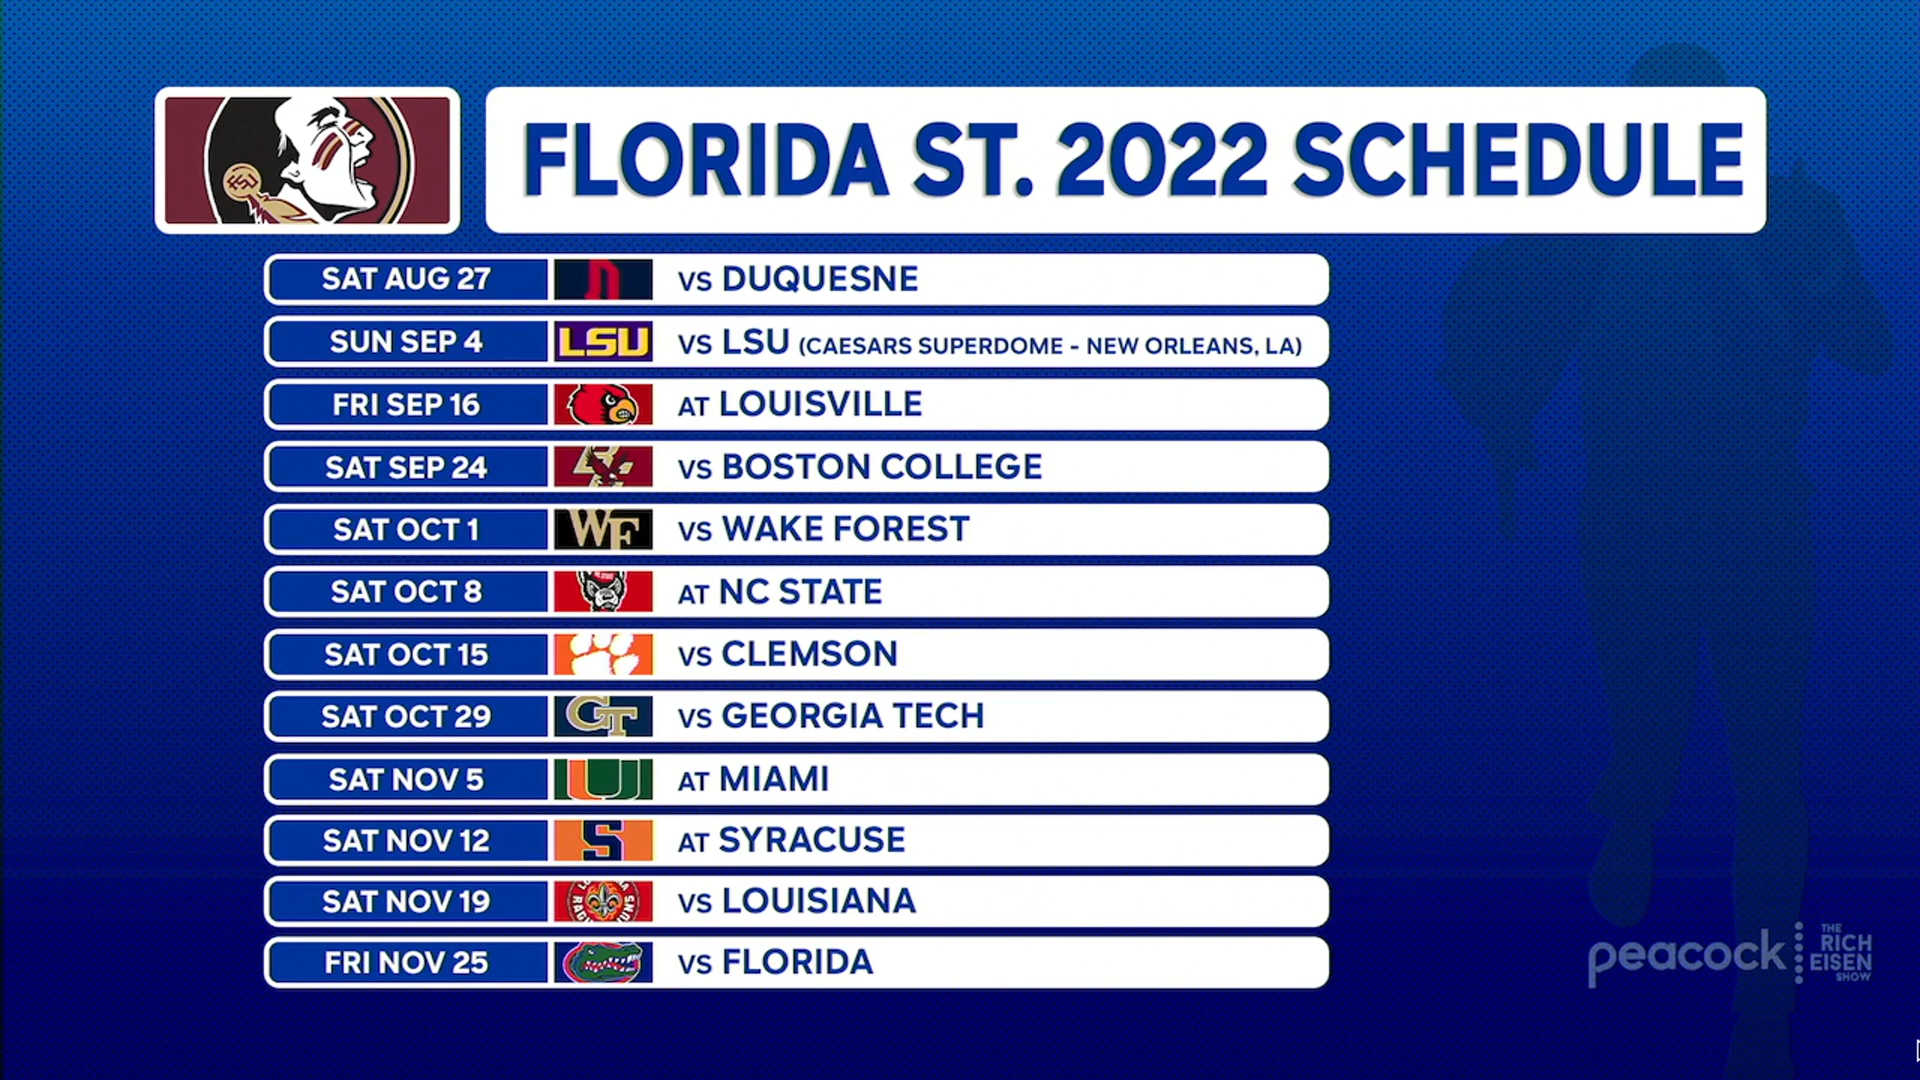 FLORIDA ST. 2022 SCHEDULE
SAT AUG 27 VS DUQUESNE
SUN SEP 4 LSU VS LSU (CAESARS SUPERDOME - NEW ORLEANS, LA)
FRI SEP 16 AT LOUISVILLE
SAT SEP 24 BC VS BOSTON COLLEGE
SAT OCT 1 WF VS WAKE FOREST
SAT OCT 8 AT NC STATE
SAT OCT 15 VS CLEMSON
SAT OCT 29 GT VS GEORGIA TECH
SAT NOV 5 U AT MIAMI
SAT NOV 12 S AT SYRACUSE
SAT NOV 19 VS LOUISIANA
FRI NOV 25 VS FLORIDA
FSU
peacock
THE
RICH
EISEN
SHOW